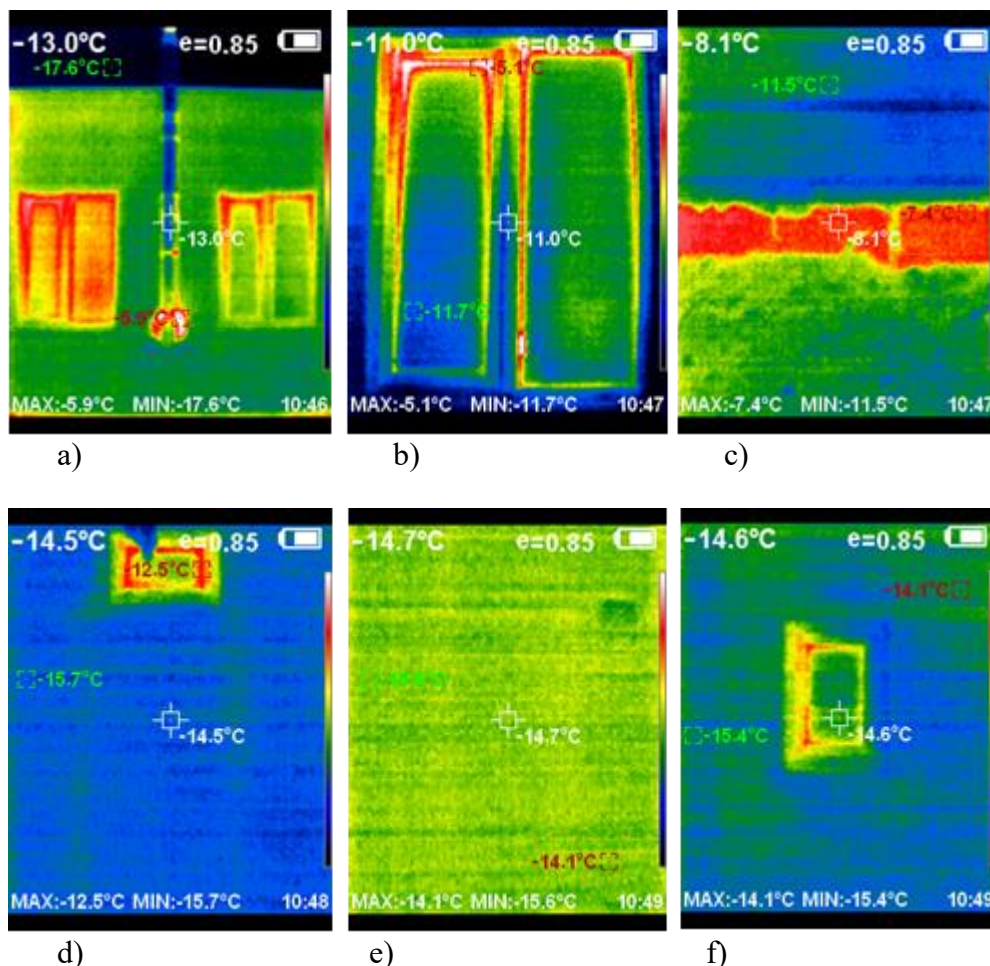 -13.0°C e=0.85
-17.6°C
-13.0°C
-5.9°C
MAX:-5.9°C MIN:-17.6°C 10:46
a)
-11.0°C e=0.85
-5.1°C
-11.0°C
-11.7°C
MAX:-5.1°C MIN:-11.7°C 10:47
b)
-8.1°C e=0.85
-11.5°C
-7.4°C
-8.1°C
MAX:-7.4°C MIN:-11.5°C 10:47
c)
-14.5°C e=0.85
-12.5°C
-15.7°C
-14.5°C
MAX:-12.5°C MIN:-15.7°C 10:48
d)
-14.7°C e=0.85
-14.7°C
-14.1°C
MAX:-14.1°C MIN:-15.6°C 10:49
e)
-14.6°C e=0.85
-14.1°C
-15.4°C
-14.6°C
MAX:-14.1°C MIN:-15.4°C 10:49
f)